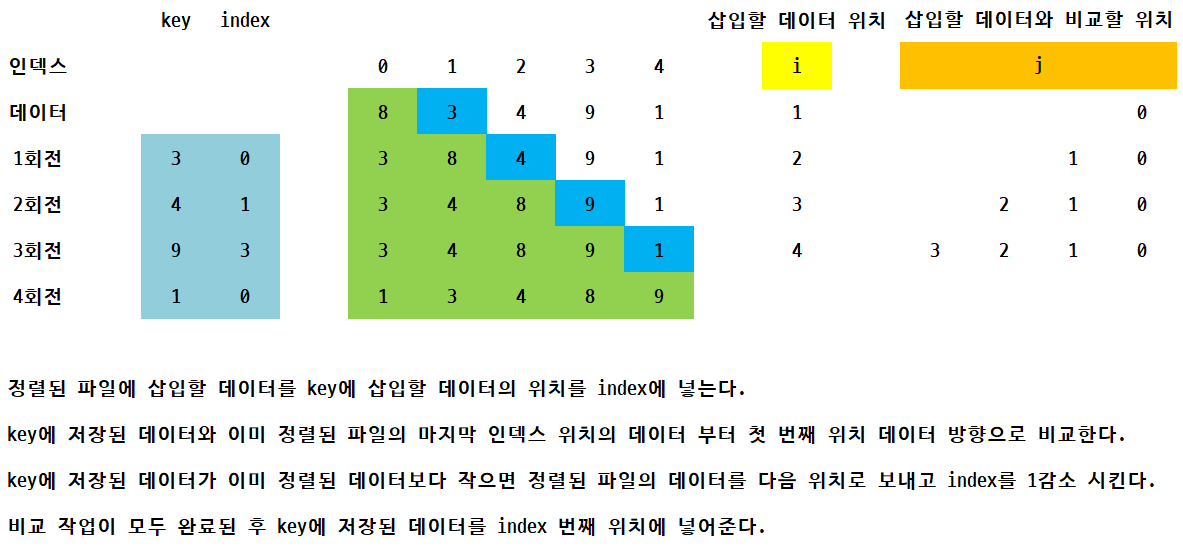 key index 삽입할 데이터 위치 삽입할 데이터와 비교할 위치
인덱스 0 1 2 3 4 i j
데이터 8 3 4 9 1 1 0
1회전 3 0 3 8 4 9 1 2 1 0
2회전 4 1 3 4 8 9 1 3 2 1 0
3회전 9 3 3 4 8 9 1 4 3 2 1 0
4회전 1 0 1 3 4 8 9
정렬된 파일에 삽입할 데이터를 key에 삽입할 데이터의 위치를 index에 넣는다.
key에 저장된 데이터와 이미 정렬된 파일의 마지막 인덱스 위치의 데이터 부터 첫 번째 위치 데이터 방향으로 비교한다.
key에 저장된 데이터가 이미 정렬된 데이터보다 작으면 정렬된 파일의 데이터를 다음 위치로 보내고 index를 1감소 시킨다.
비교 작업이 모두 완료된 후 key에 저장된 데이터를 index 번째 위치에 넣어준다.